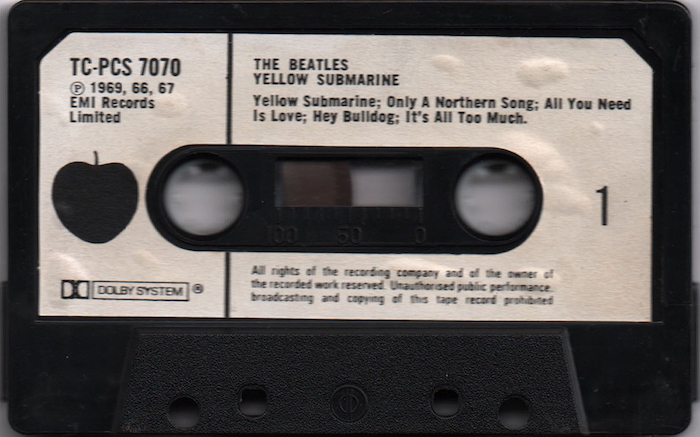 TC-PCS 7070
Ⓟ 1969, 66, 67
EMI Records
Limited
THE BEATLES
YELLOW SUBMARINE
Yellow Submarine; Only A Northern Song; All You Need
Is Love; Hey Bulldog; It's All Too Much.
100 50 0
1
DOLBY SYSTEM ®
All rights of the recording company and of the owner of
the recorded work reserved. Unauthorised public performance
broadcasting and copying of this tape record prohibited